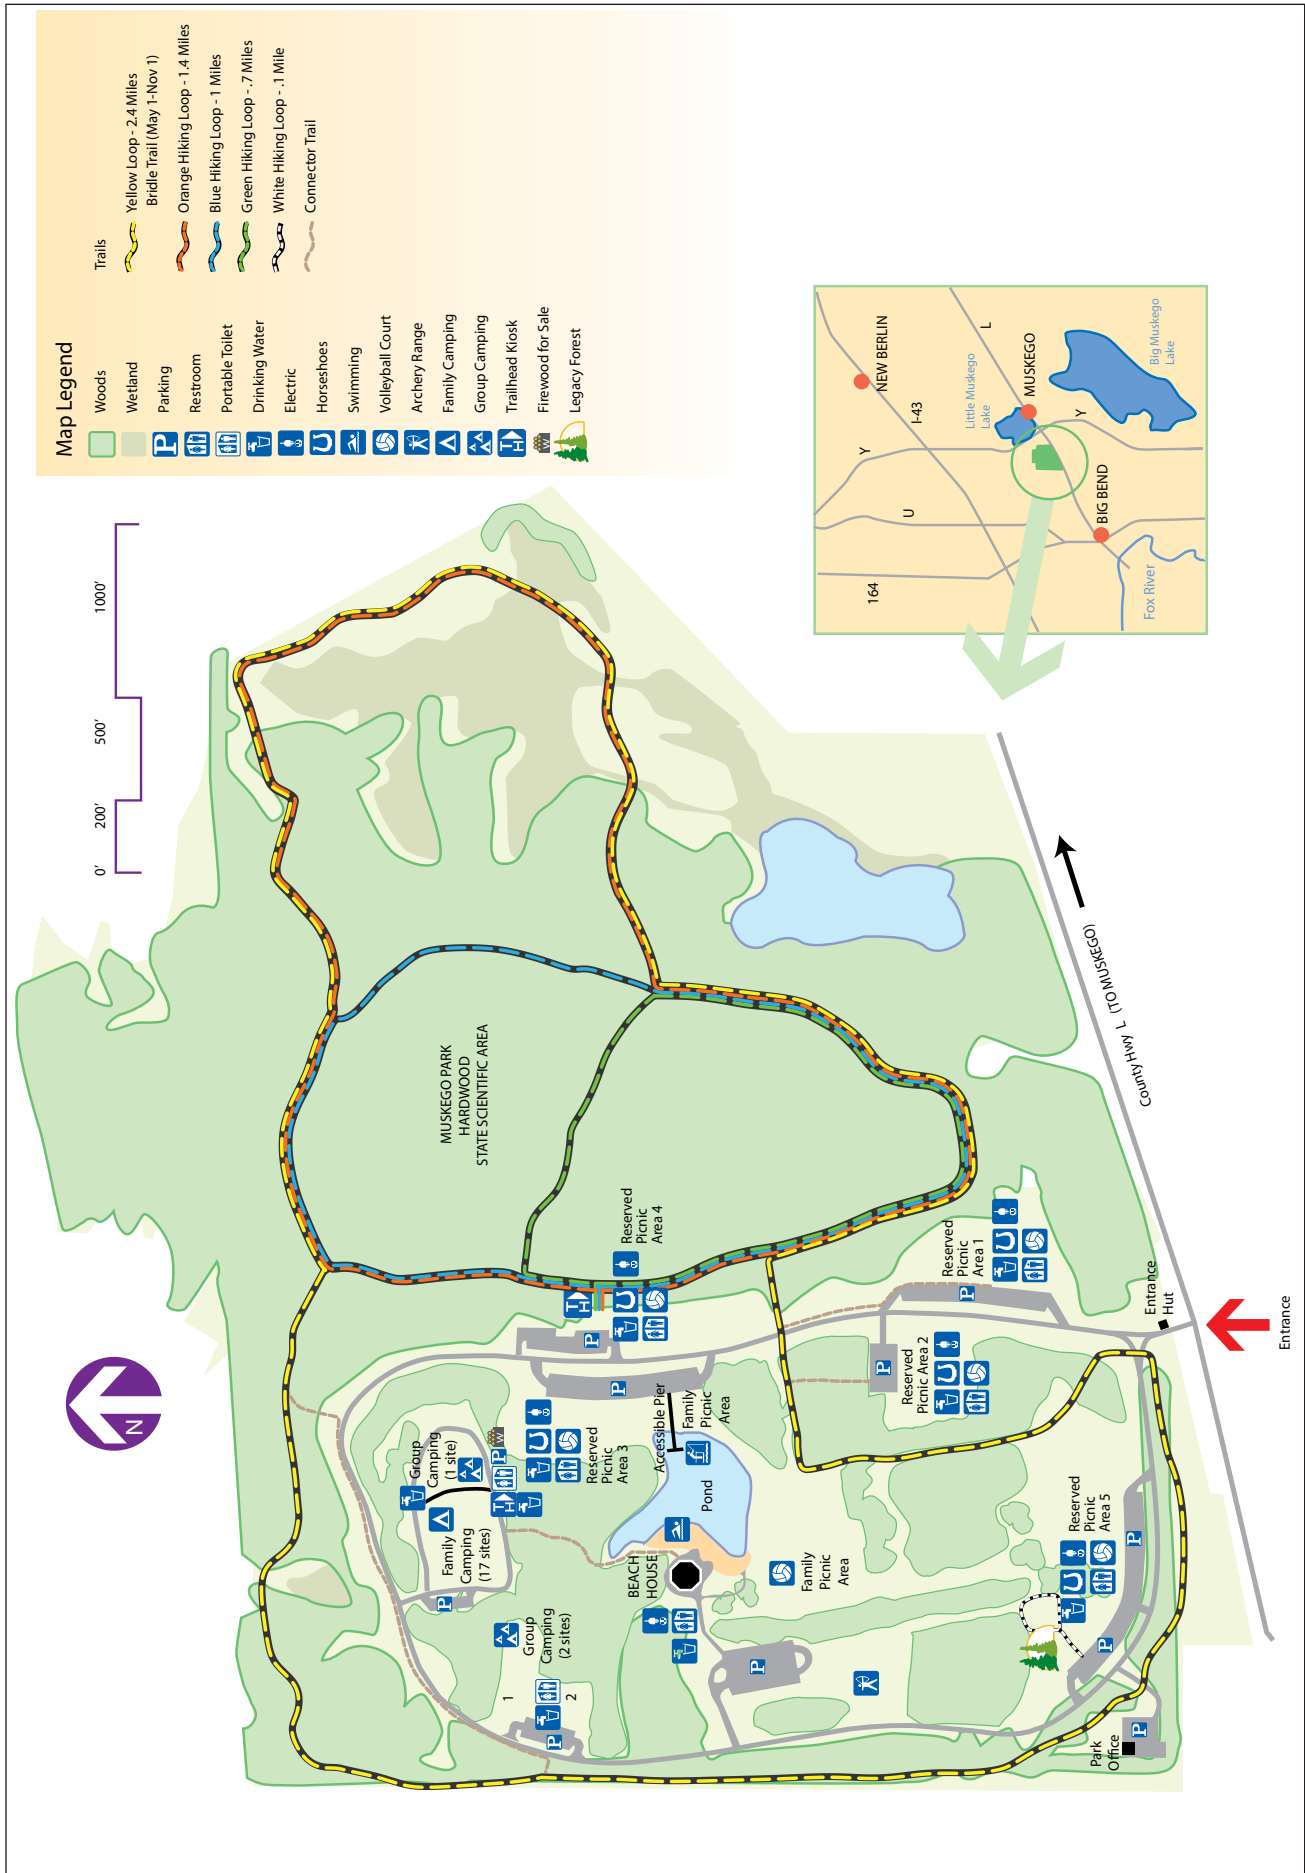 Map Legend
Woods
Wetland
P
Parking
Restroom
Portable Toilet
Drinking Water
Electric
Horseshoes
Swimming
Volleyball Court
Archery Range
Family Camping
Group Camping
TH
Trailhead Kiosk
W
Firewood for Sale
Legacy Forest
Trails
Yellow Loop - 2.4 Miles
Bridle Trail (May 1-Nov 1)
Orange Hiking Loop - 1.4 Miles
Blue Hiking Loop - 1 Miles
Green Hiking Loop - .7 Miles
White Hiking Loop - .1 Mile
Connector Trail
0'
200'
500'
1000'
N
MUSKEGO PARK
HARDWOOD
STATE SCIENTIFIC AREA
Group
Camping
(1 site)
Family
Camping
(17 sites)
P
P
W
TH
Group
Camping
(2 sites)
1
2
P
Reserved
Picnic
Area 3
TH
P
P
Reserved
Picnic
Area 4
Accessible Pier
Family
Picnic
Area
Pond
BEACH
HOUSE
Family
Picnic
Area
P
Reserved
Picnic Area 2
P
Reserved
Picnic
Area 1
P
Reserved
Picnic
Area 5
P
P
P
Park
Office
Entrance
Hut
Entrance
County Hwy L (TO MUSKEGO)
NEW BERLIN
I-43
L
Y
U
164
Little Muskego
Lake
MUSKEGO
Y
Big Muskego
Lake
BIG BEND
Fox River